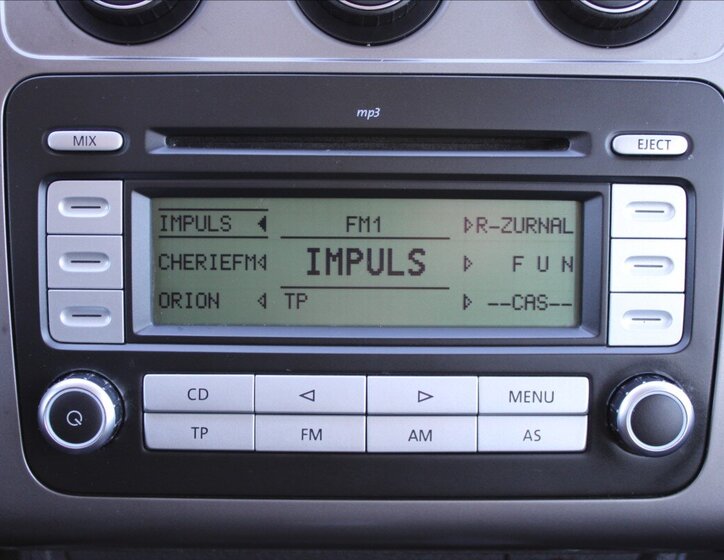 mp3
MIX EJECT
IMPULS FM1 R-ZURNAL
CHERIEFM IMPULS F U N
ORION TP --CAS--
CD MENU
TP FM AM AS